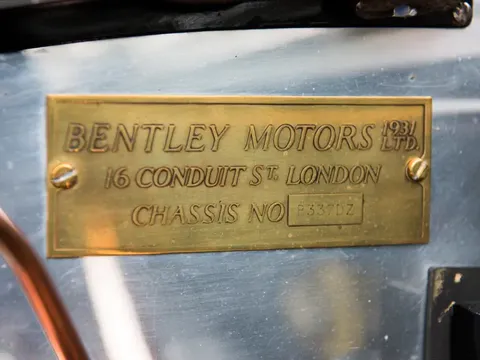 BENTLEY MOTORS 1931 LTD.
16 CONDUIT ST. LONDON
CHASSIS NO